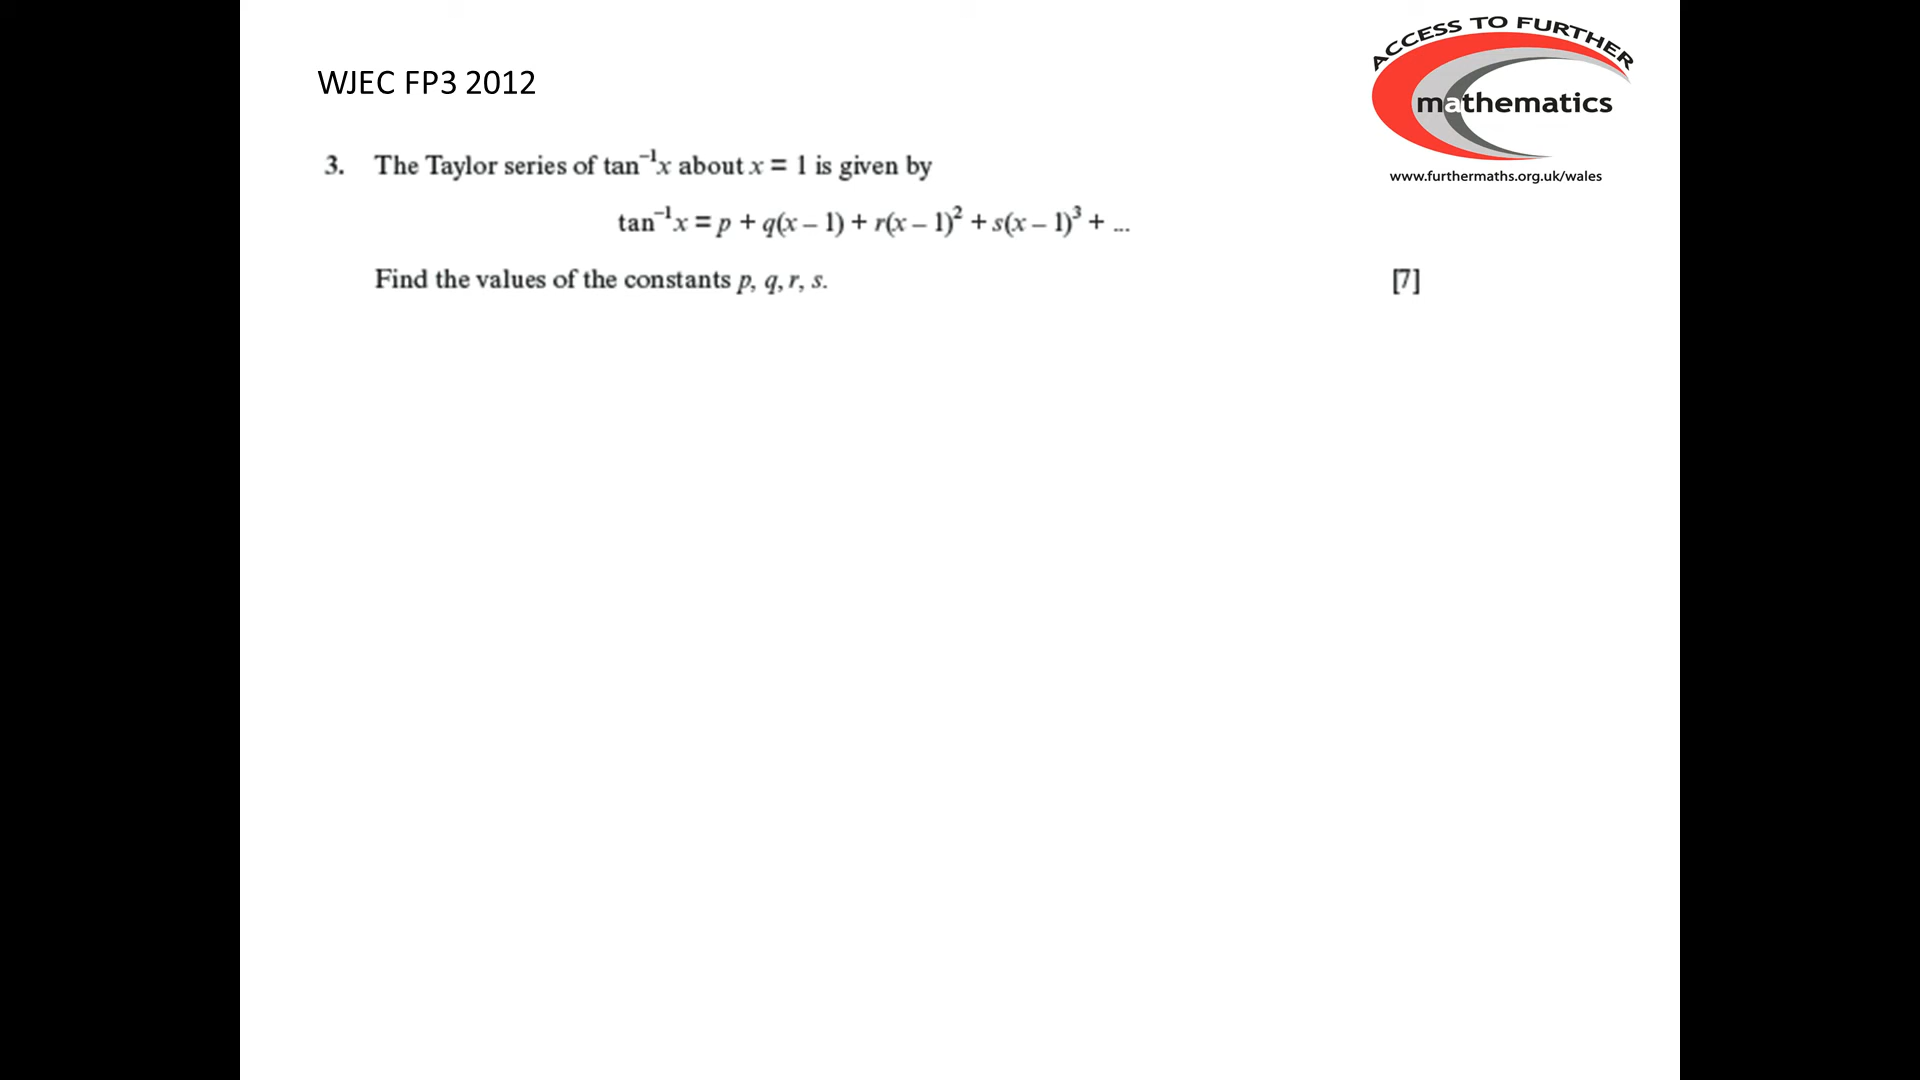 ACCESS TO FURTHER
mathematics
www.furthermaths.org.uk/wales
WJEC FP3 2012
3. The Taylor series of tan⁻¹x about x = 1 is given by
tan⁻¹x = p + q(x – 1) + r(x – 1)² + s(x – 1)³ + ...
Find the values of the constants p, q, r, s. [7]